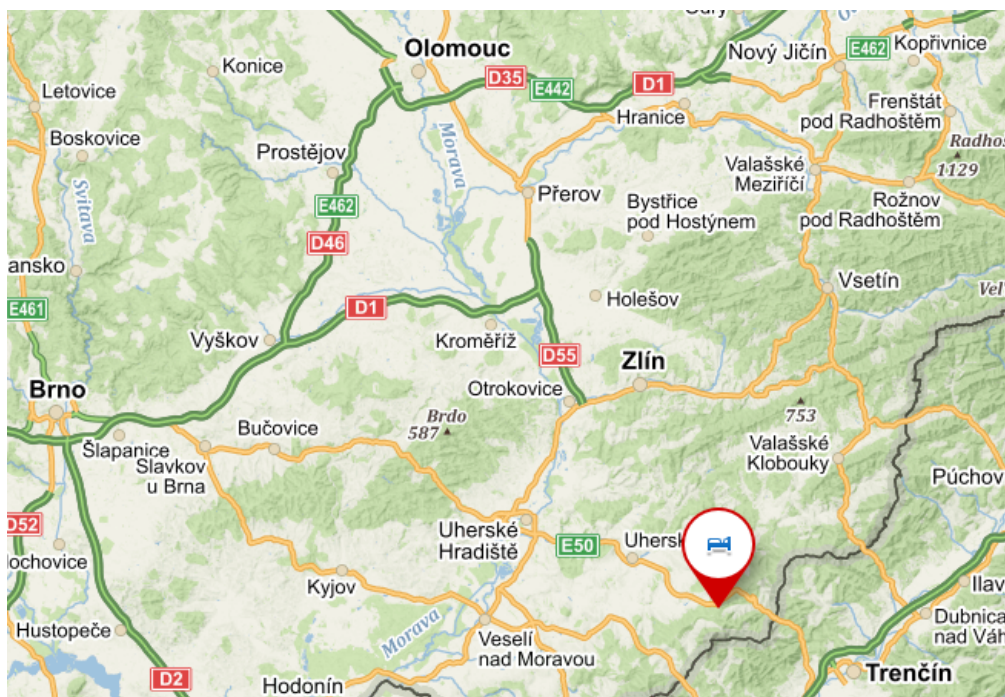 Olomouc
Konice
D35
E442
D1
Nový Jičín
E462
Kopřivnice
Letovice
Boskovice
Svitava
Prostějov
Morava
Hranice
Frenštát
pod Radhoštěm
Valašské
Meziříčí
1129
Rožnov
pod Radhoštěm
Přerov
Bystřice
pod Hostýnem
E462
D46
D1
Vyškov
E461
Kroměříž
Holešov
Vsetín
D55
Zlín
Otrokovice
Brno
Šlapanice
Slavkov
u Brna
Bučovice
Brdo
587
753
Valašské
Klobouky
Púchov
D52
Uherské
Hradiště
E50
Uhersk
Kyjov
Morava
Veselí
nad Moravou
Hustopeče
D2
Hodonín
Ilav
Dubnica
nad Váh
Trenčín